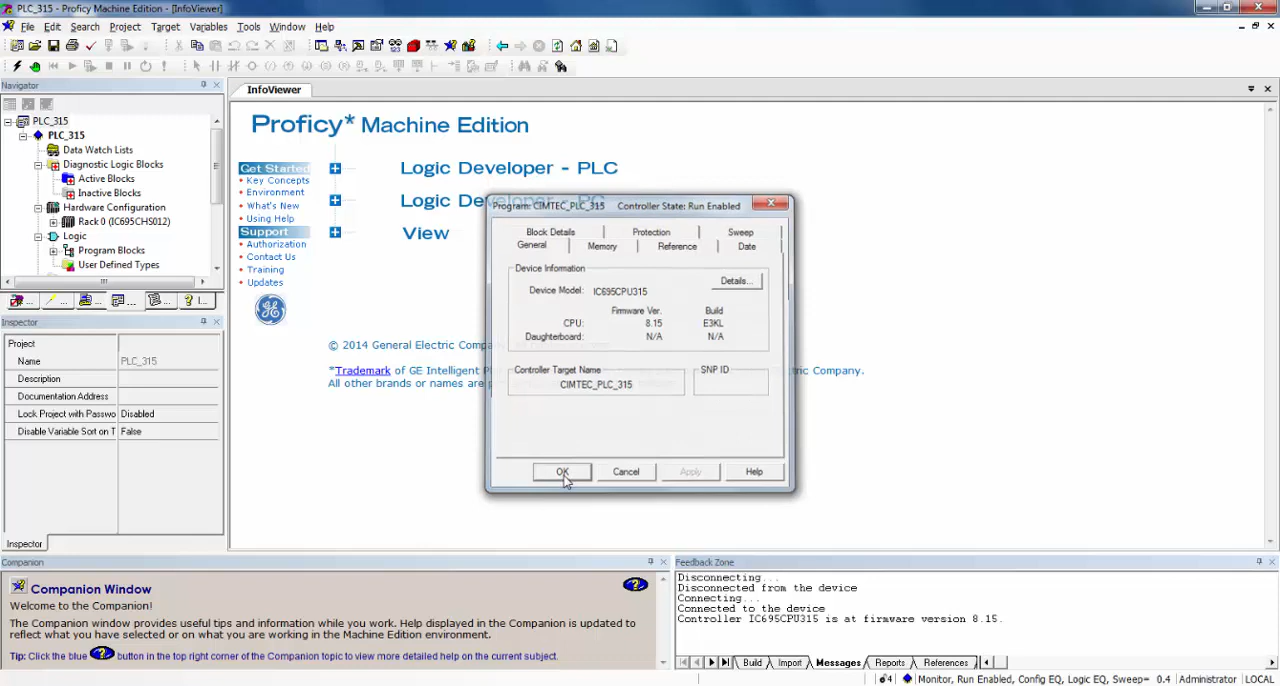 PLC_315 - Proficy Machine Edition - [InfoViewer]
File Edit Search Project Target Variables Tools Window Help
Navigator
PLC_315
PLC_315
Data Watch Lists
Diagnostic Logic Blocks
Active Blocks
Inactive Blocks
Hardware Configuration
Rack 0 (IC695CHS012)
Logic
Program Blocks
User Defined Types
I...
Inspector
Project
Name PLC_315
Description
Documentation Address
Lock Project with Passwo Disabled
Disable Variable Sort on T False
Inspector
InfoViewer
Proficy* Machine Edition
Get Started
Key Concepts
Environment
What's New
Using Help
Support
Authorization
Contact Us
Training
Updates
Logic Developer - PLC
Logic De
View
© 2014 General Electric Comp
*Trademark of GE Intelligent Pl
ric Company.
All other brands or names are
Program: CIMTEC_PLC_315 Controller State: Run Enabled
Block Details Protection Sweep
General Memory Reference Date
Device Information
Details...
Device Model: IC695CPU315
Firmware Ver. Build
CPU: 8.15 E3KL
Daughterboard: N/A N/A
Controller Target Name SNP ID
CIMTEC_PLC_315
OK Cancel Apply Help
Companion
Companion Window
Welcome to the Companion!
The Companion window provides useful tips and information while you work. Help displayed in the Companion is updated to
reflect what you have selected or on what you are working in the Machine Edition environment.
Tip: Click the blue button in the top right corner of the Companion topic to view more detailed help on the current subject.
Feedback Zone
Disconnecting...
Disconnected from the device
Connecting...
Connected to the device
Controller IC695CPU315 is at firmware version 8.15.
Build Import Messages Reports References
4 Monitor, Run Enabled, Config EQ, Logic EQ, Sweep= 0.4 Administrator LOCAL